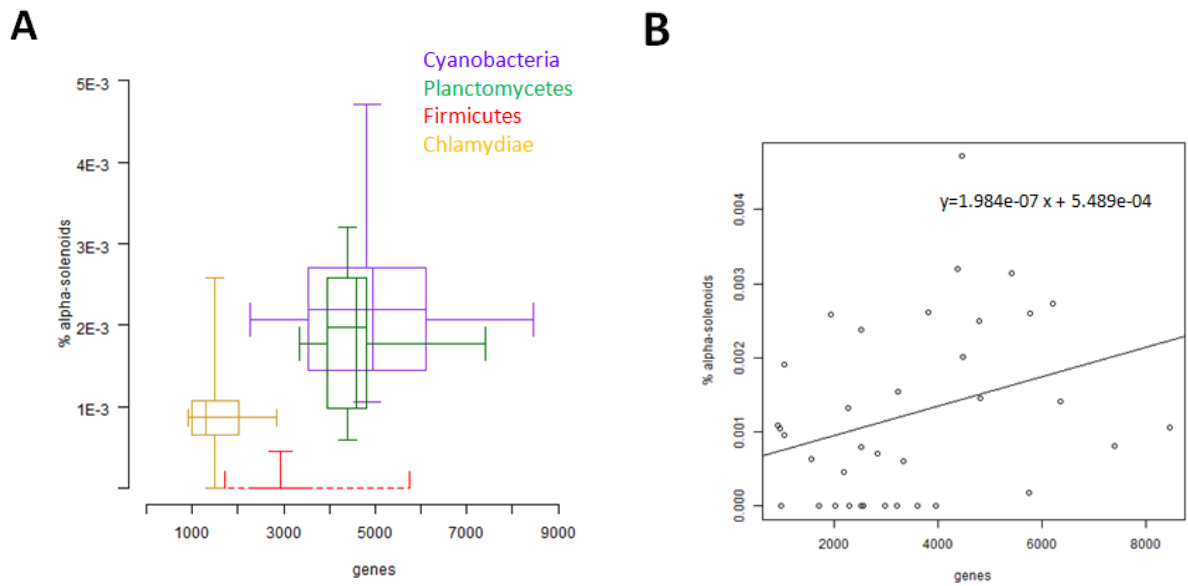 A
B
Cyanobacteria
Planctomycetes
Firmicutes
Chlamydiae
% alpha-solenoids
5E-3
4E-3
3E-3
2E-3
1E-3
1000 3000 5000 7000 9000
genes
y=1.984e-07 x + 5.489e-04
% alpha-solenoids
0.004
0.003
0.002
0.001
0.000
2000 4000 6000 8000
genes